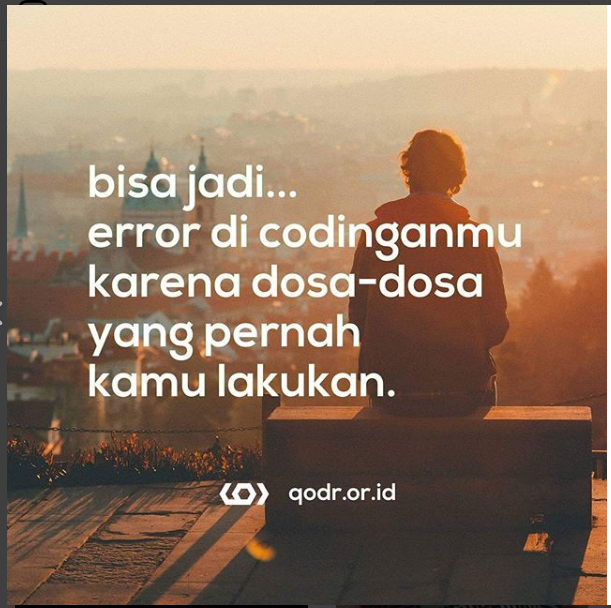 bisa jadi...
error di codinganmu
karena dosa-dosa
yang pernah
kamu lakukan.
qodr.or.id